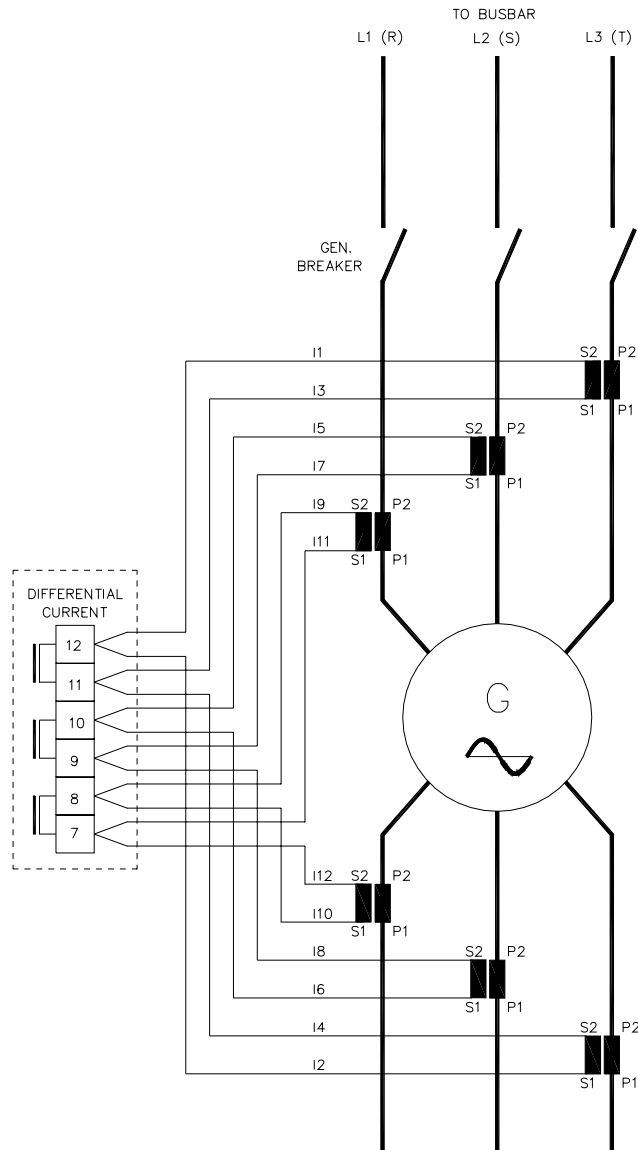 TO BUSBAR
L1 (R)
L2 (S)
L3 (T)
GEN.
BREAKER
I1
S2
P2
I3
S1
P1
I5
S2
P2
I7
S1
P1
I9
S2
P2
I11
S1
P1
DIFFERENTIAL
CURRENT
12
11
10
9
8
7
G
I12
S2
P2
I10
S1
P1
I8
S2
P2
I6
S1
P1
I4
S2
P2
I2
S1
P1